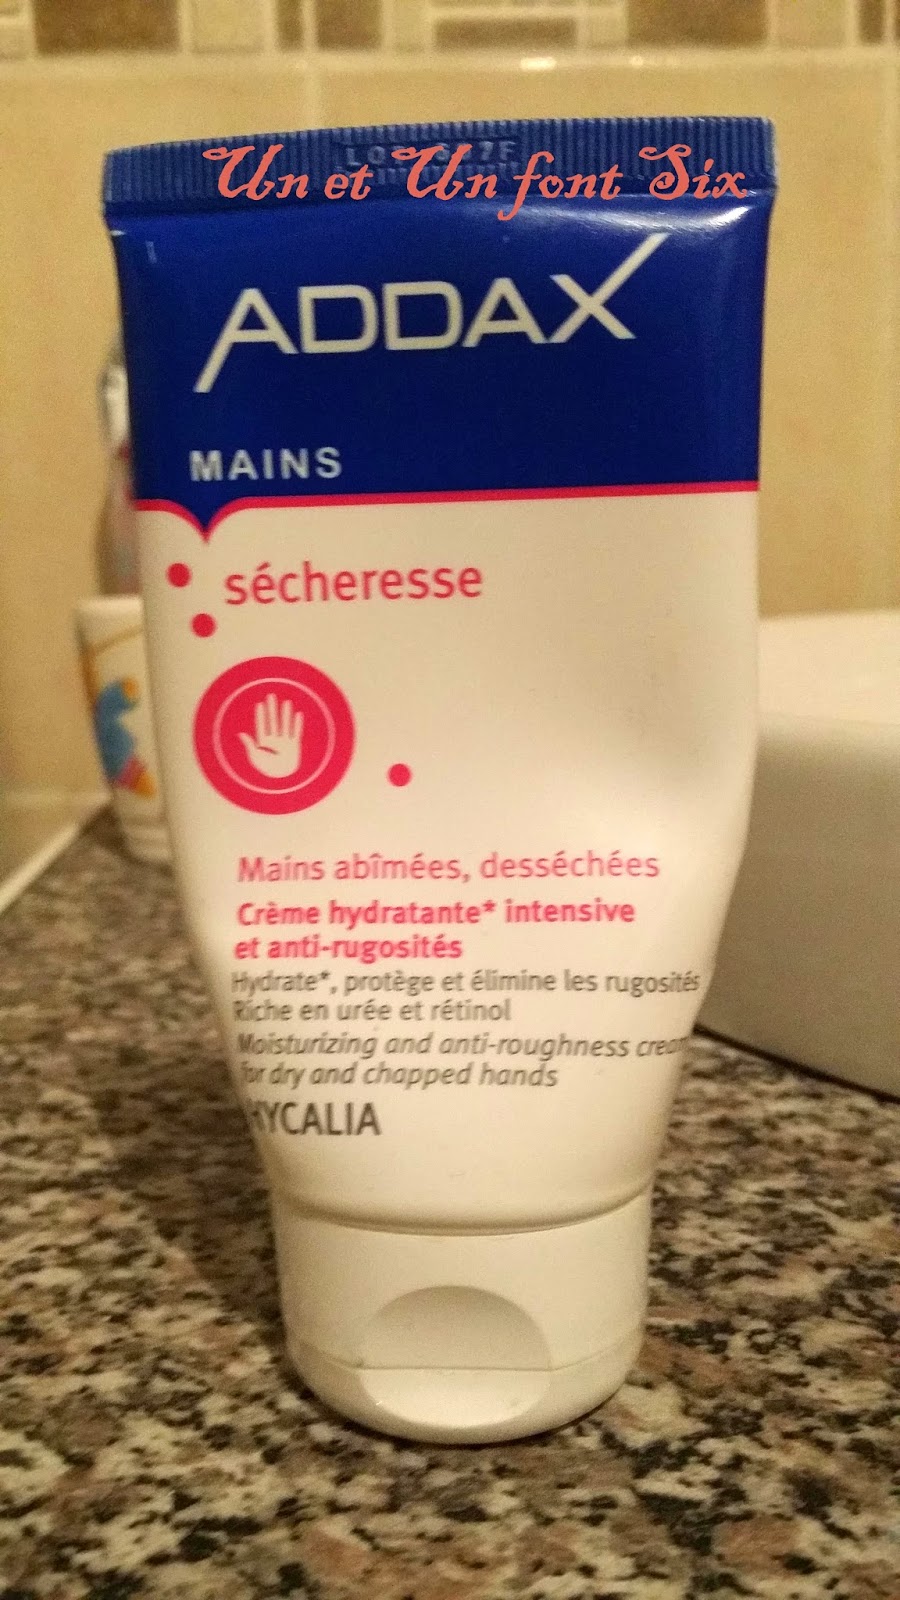 Un et Un font Six
ADDAX
MAINS
sécheresse
Mains abîmées, desséchées
Crème hydratante* intensive
et anti-rugosités
Hydrate*, protège et élimine les rugosités
Riche en urée et rétinol
Moisturizing and anti-roughness cream
for dry and chapped hands
HYCALIA